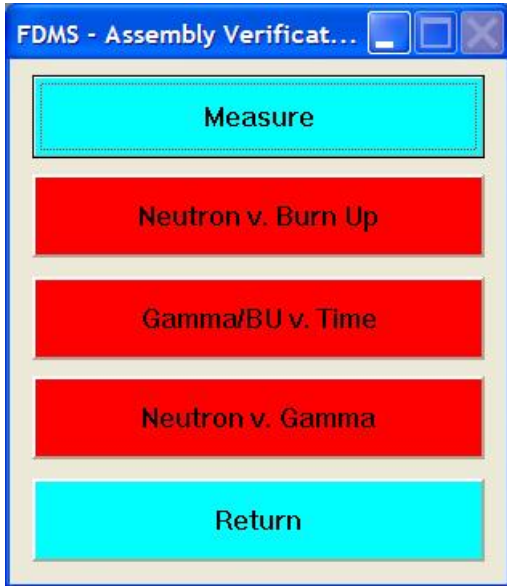 FDMS - Assembly Verificat...
Measure
Neutron v. Burn Up
Gamma/BU v. Time
Neutron v. Gamma
Return